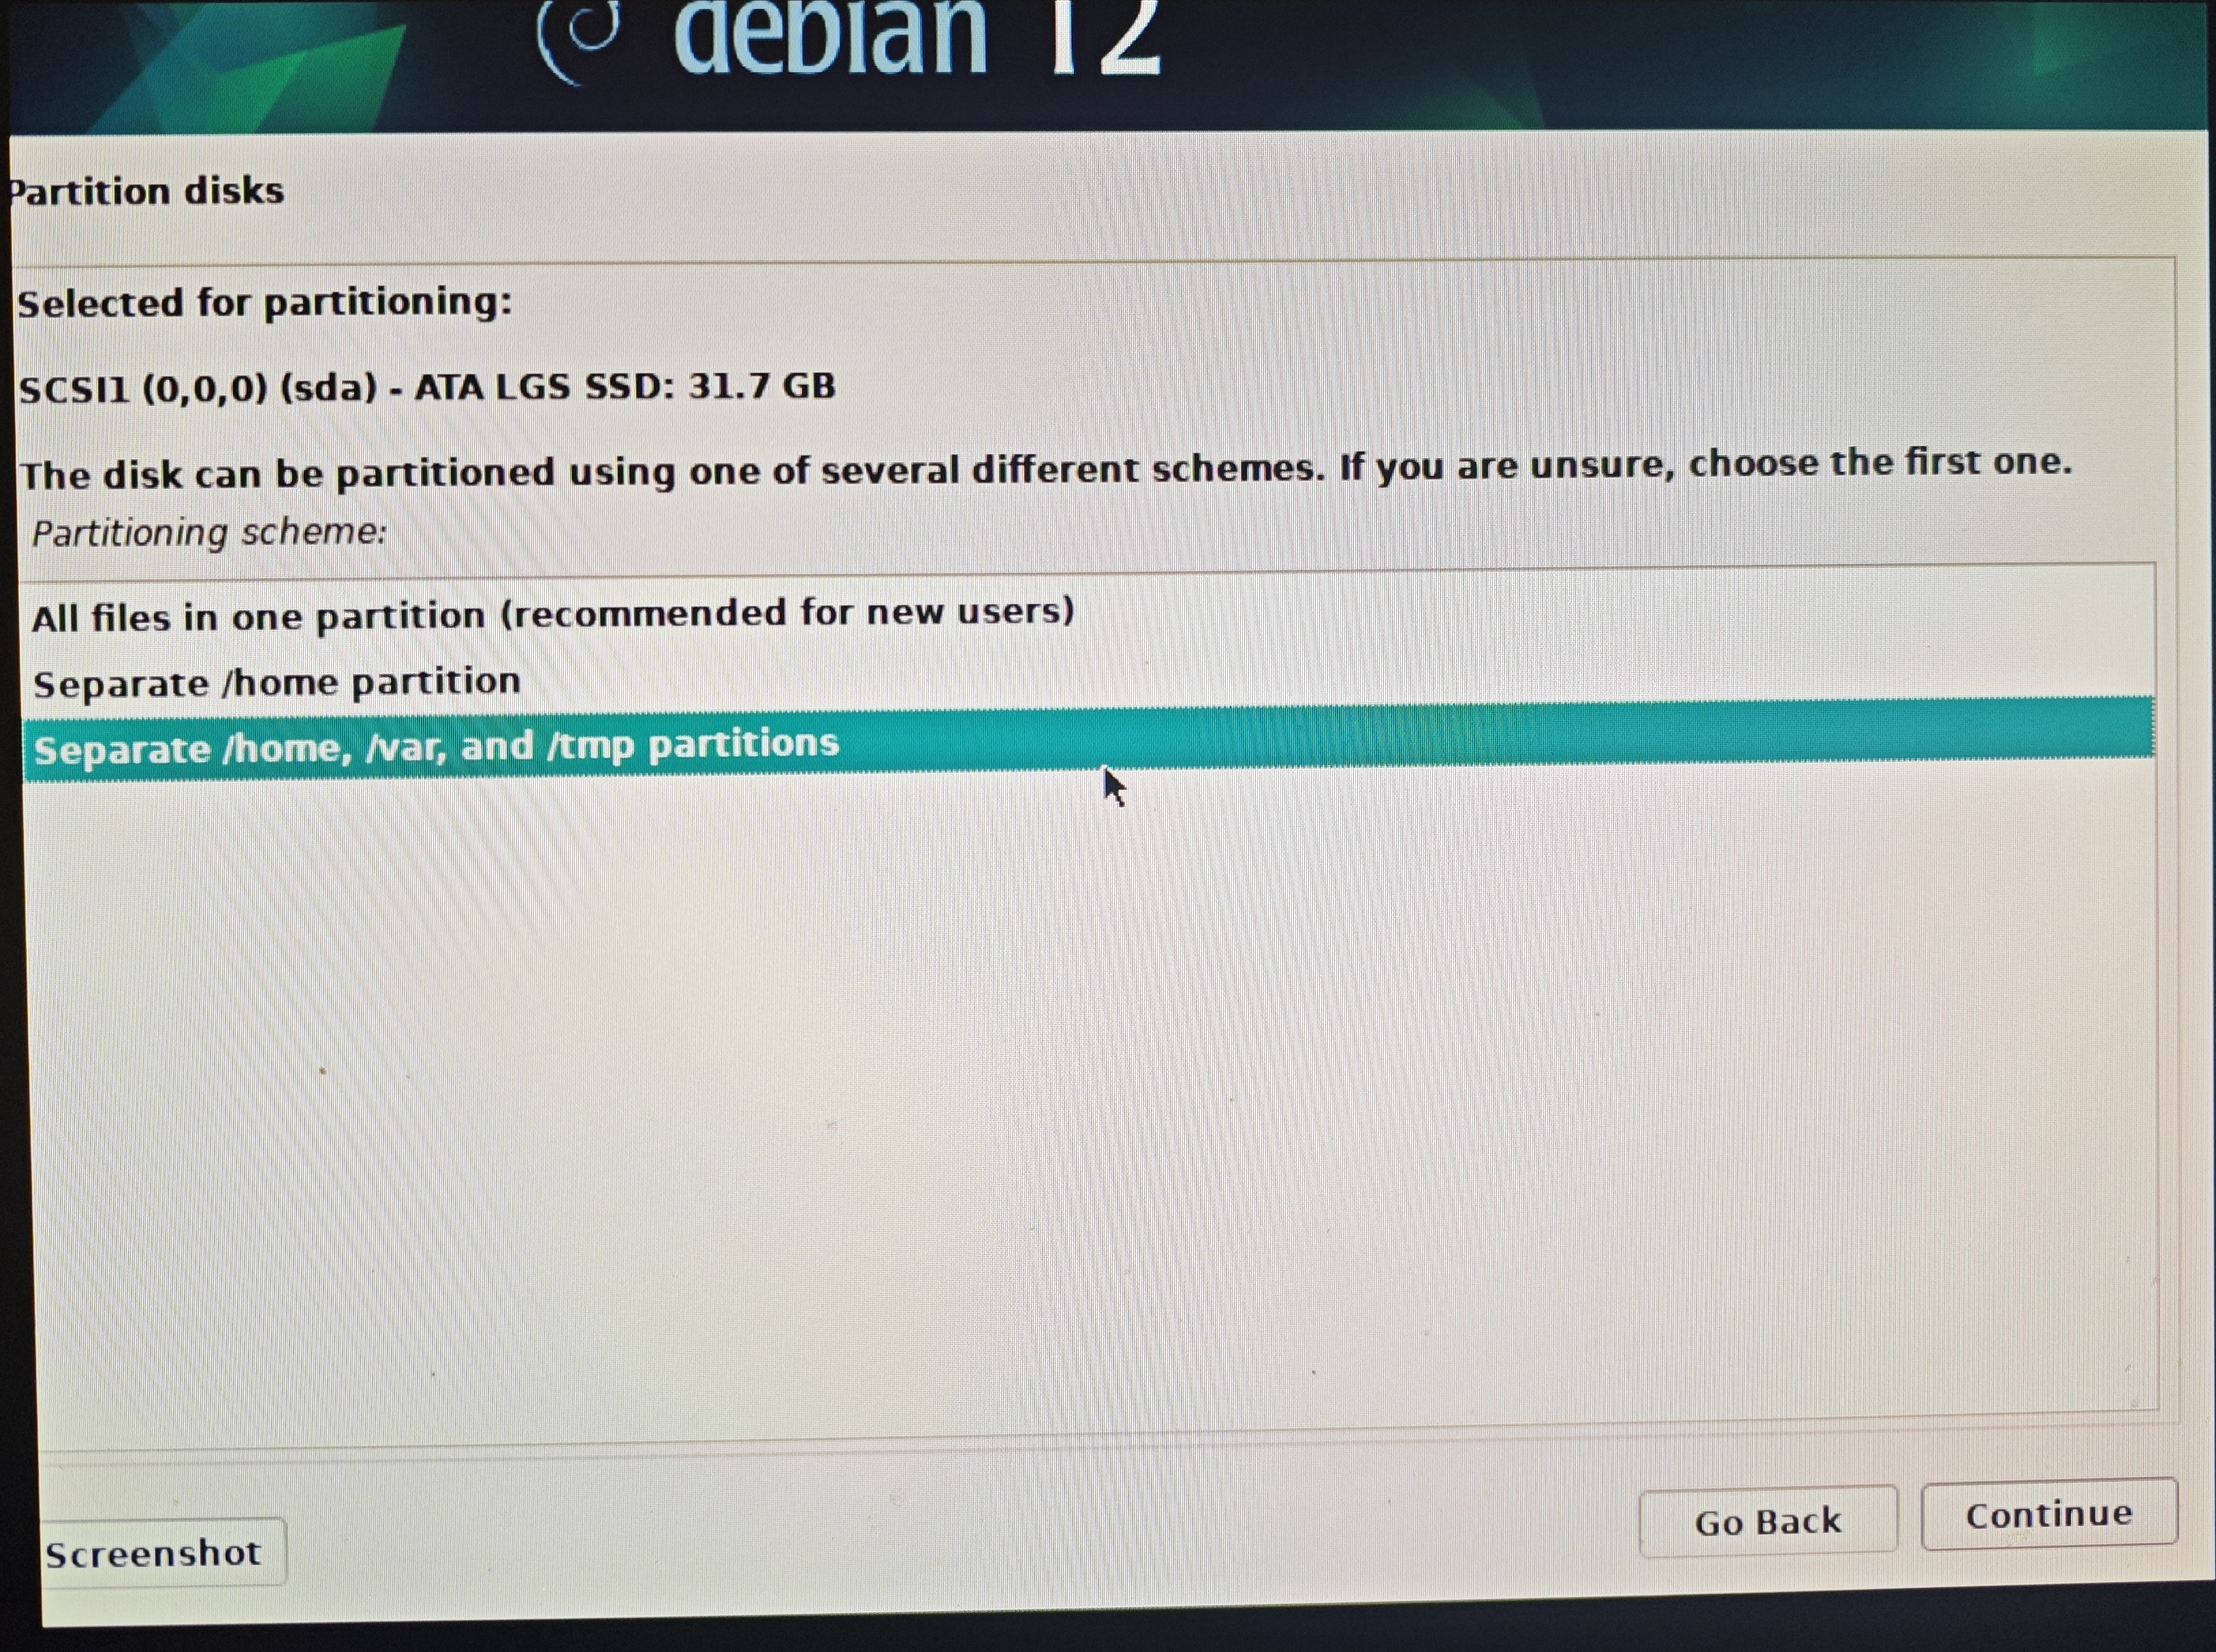 debian 12
Partition disks
Selected for partitioning:
SCSI1 (0,0,0) (sda) - ATA LGS SSD: 31.7 GB
The disk can be partitioned using one of several different schemes. If you are unsure, choose the first one.
Partitioning scheme:
All files in one partition (recommended for new users)
Separate /home partition
Separate /home, /var, and /tmp partitions
Screenshot
Go Back
Continue